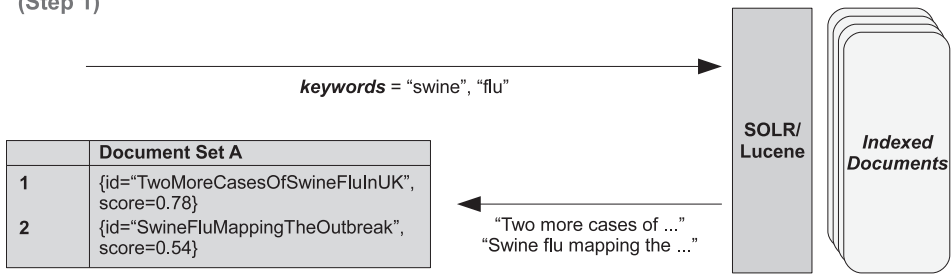 (Step 1)
keywords = “swine”, “flu”
SOLR/
Lucene
Indexed
Documents
Document Set A
1 {id=“TwoMoreCasesOfSwineFluInUK”,
score=0.78}
2 {id=“SwineFluMappingTheOutbreak”,
score=0.54}
“Two more cases of ...”
“Swine flu mapping the ...”